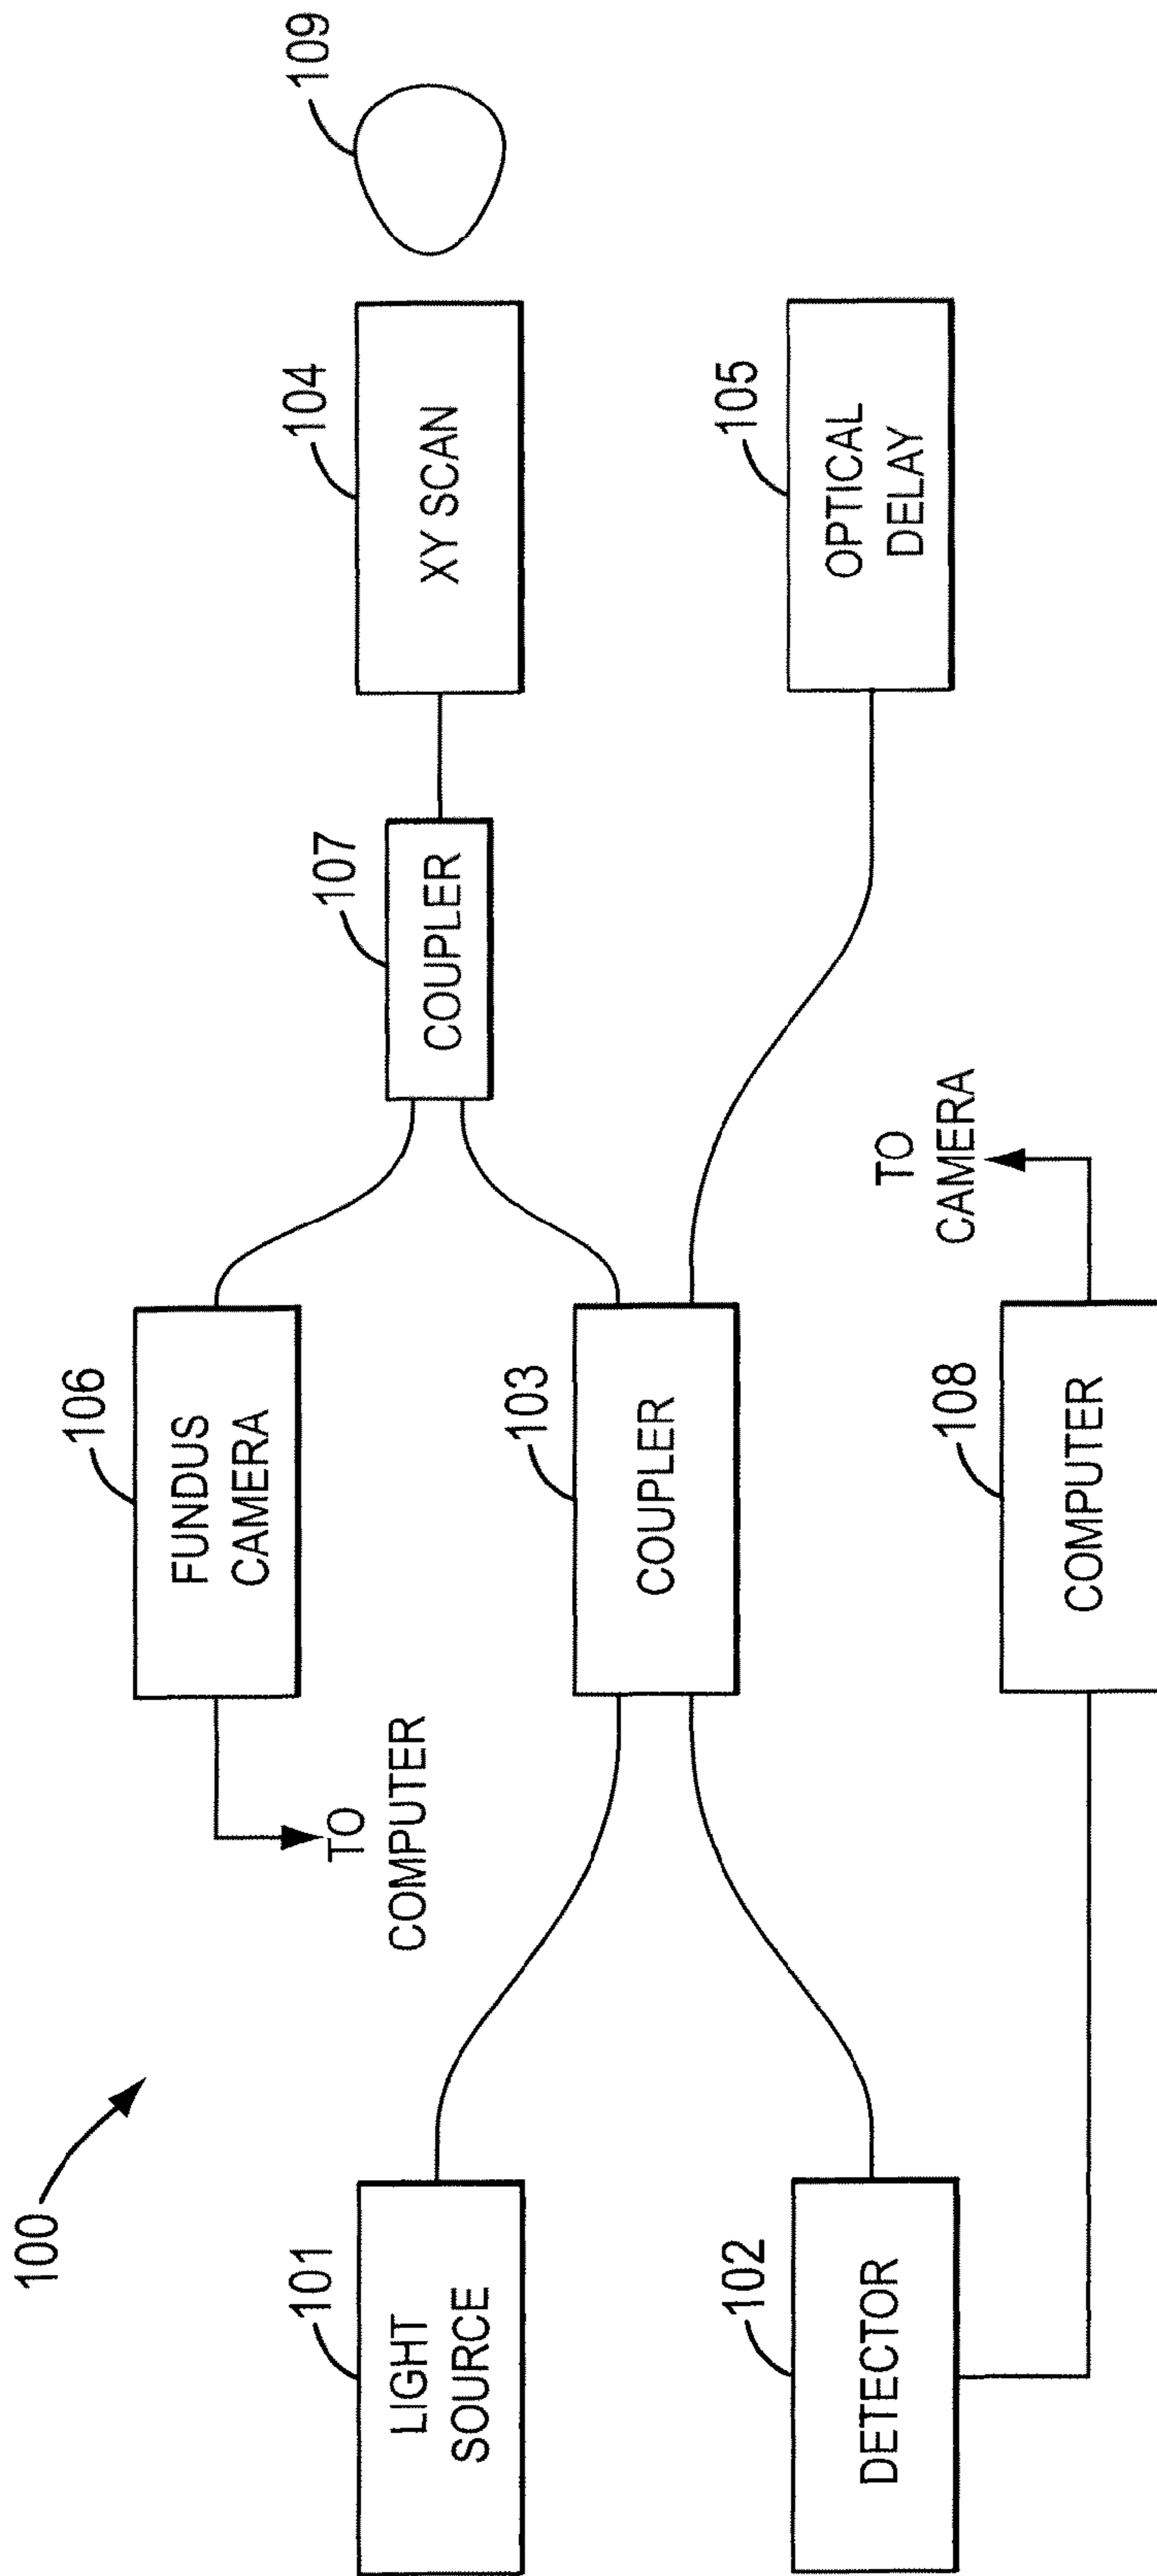 100
106
FUNDUS
CAMERA
TO
COMPUTER
107
COUPLER
104
XY SCAN
109
101
LIGHT
SOURCE
103
COUPLER
105
OPTICAL
DELAY
102
DETECTOR
108
COMPUTER
TO
CAMERA